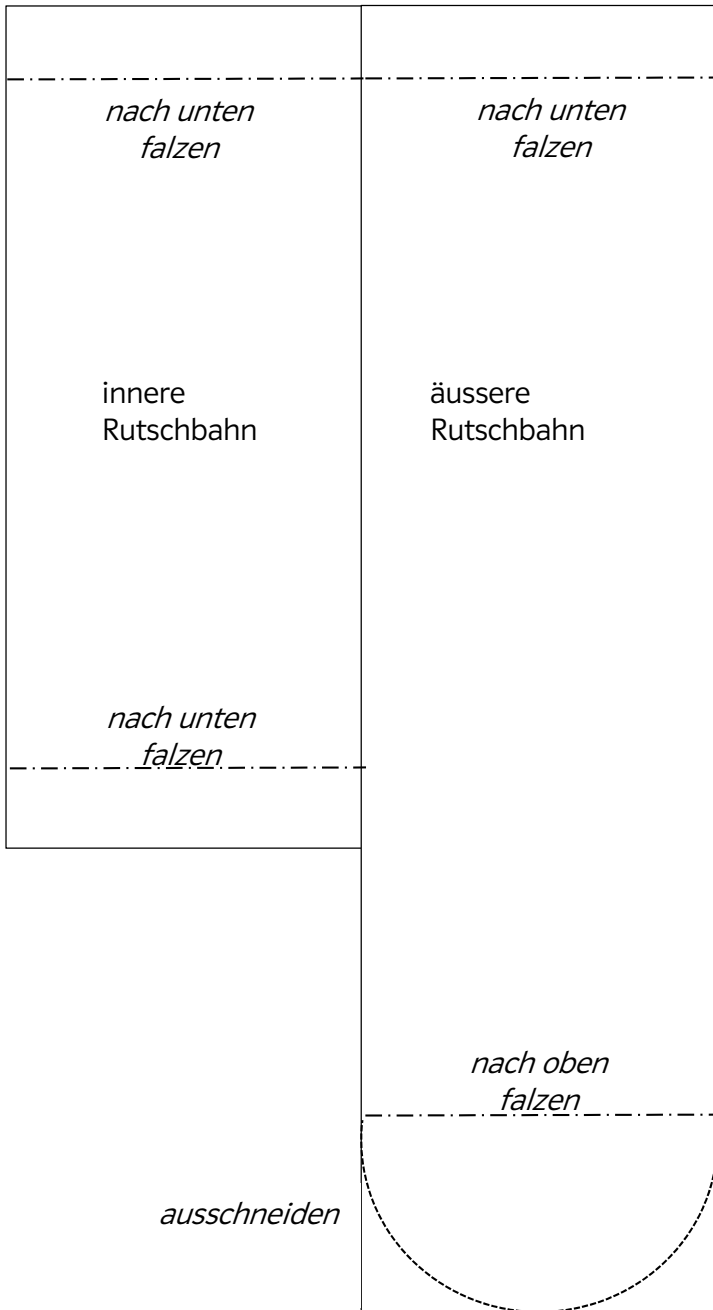 nach unten
falzen
nach unten
falzen
innere
Rutschbahn
äussere
Rutschbahn
nach unten
falzen
nach oben
falzen
ausschneiden